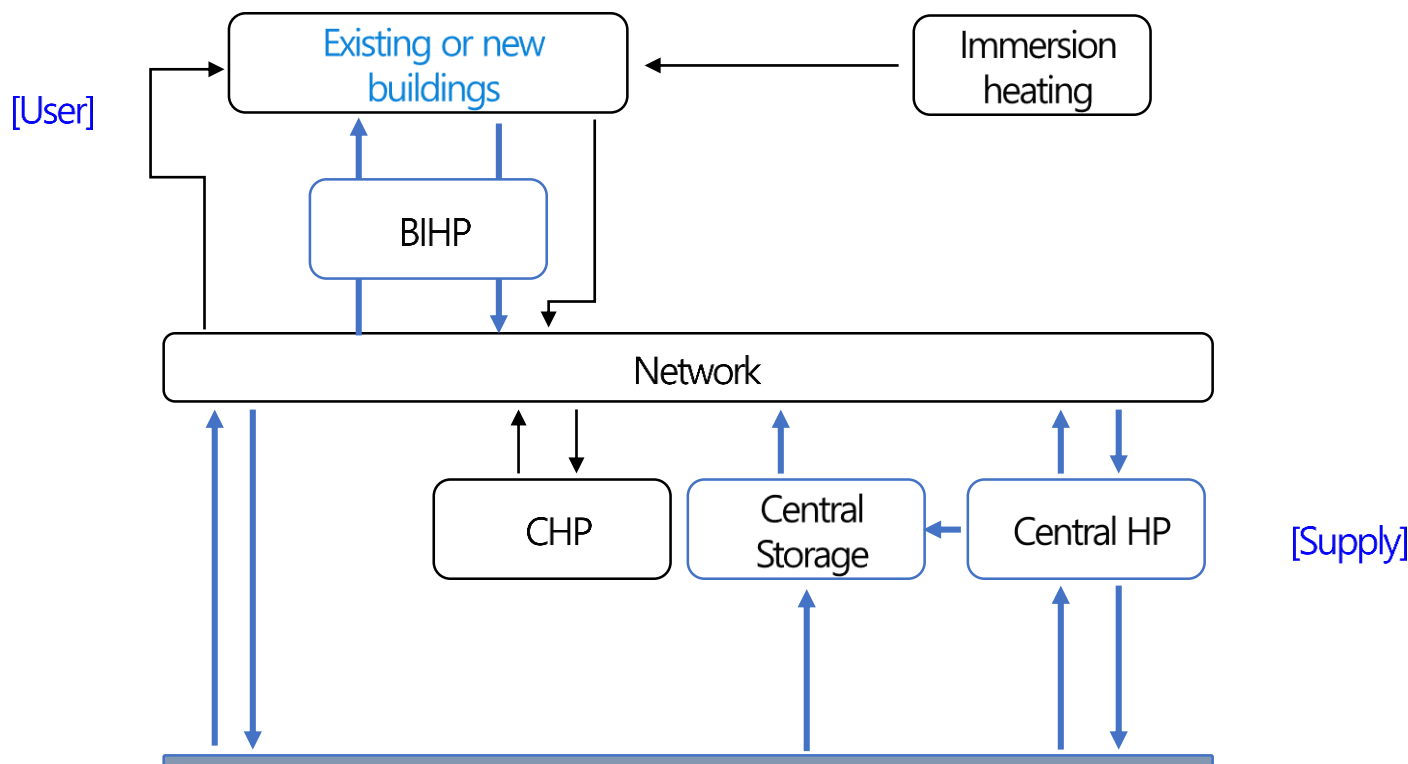 Existing or new
buildings
Immersion
heating
[User]
BIHP
Network
CHP
Central
Storage
Central HP
[Supply]